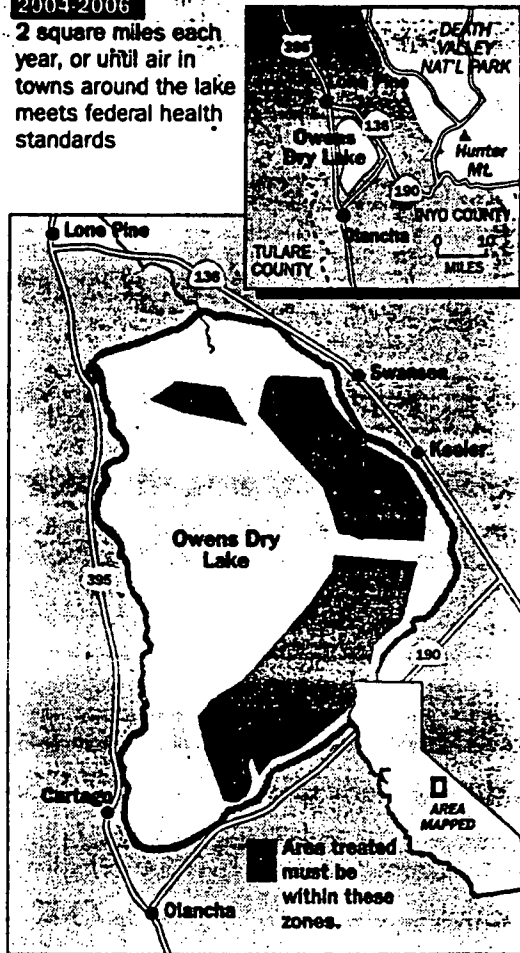 2004-2006
2 square miles each
year, or until air in
towns around the lake
meets federal health
standards
395
DEATH
VALLEY
NAT'L PARK
136
Owens
Dry Lake
Hunter
Mt.
190
INYO COUNTY
Olancha
TULARE
COUNTY
0 10
MILES
Lone Pine
136
Swansea
Keeler
Owens Dry
Lake
395
190
Cartago
AREA
MAPPED
Area treated
must be
within these
zones.
Olancha